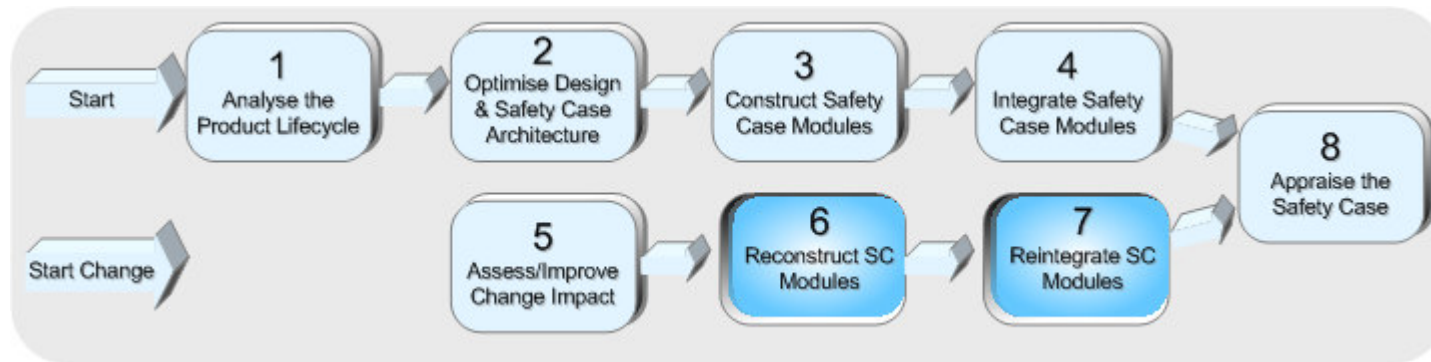 Start
1
Analyse the
Product Lifecycle
2
Optimise Design
& Safety Case
Architecture
3
Construct Safety
Case Modules
4
Integrate Safety
Case Modules
8
Appraise the
Safety Case
Start Change
5
Assess/Improve
Change Impact
6
Reconstruct SC
Modules
7
Reintegrate SC
Modules